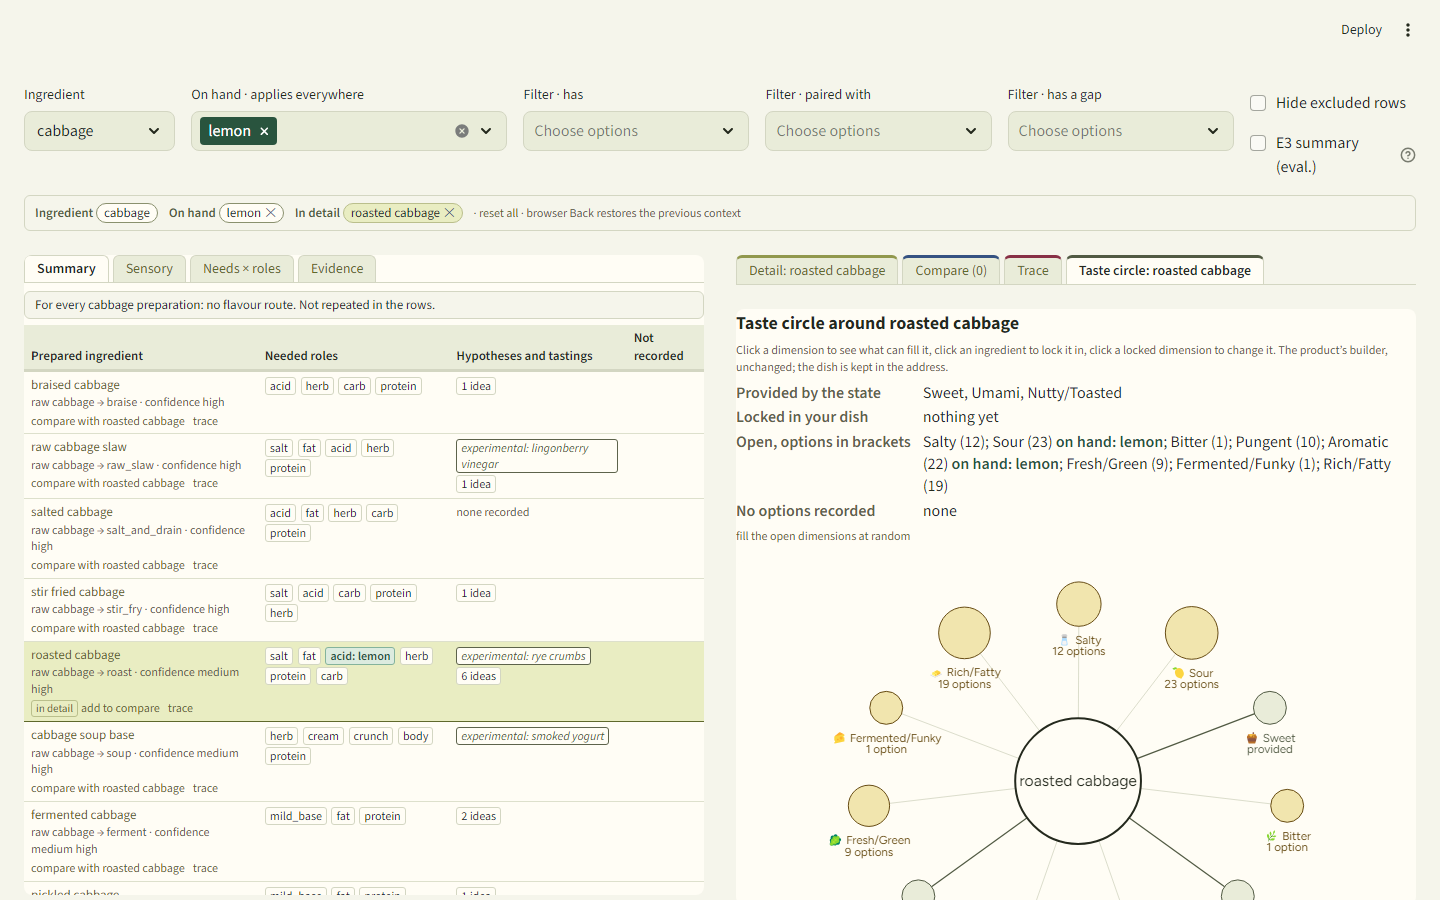 Deploy
Ingredient
cabbage
On hand · applies everywhere
lemon ×
Filter · has
Choose options
Filter · paired with
Choose options
Filter · has a gap
Choose options
Hide excluded rows
E3 summary
(eval.)
Ingredient cabbage On hand lemon × In detail roasted cabbage × · reset all · browser Back restores the previous context
Summary
Sensory
Needs × roles
Evidence
For every cabbage preparation: no flavour route. Not repeated in the rows.
Prepared ingredient
Needed roles
Hypotheses and tastings
Not
recorded
braised cabbage
raw cabbage → braise · confidence high
compare with roasted cabbage trace
acid herb carb protein
1 idea
raw cabbage slaw
raw cabbage → raw_slaw · confidence high
compare with roasted cabbage trace
salt fat acid herb
protein
experimental: lingonberry
vinegar
1 idea
salted cabbage
raw cabbage → salt_and_drain · confidence
high
compare with roasted cabbage trace
acid fat herb carb
protein
none recorded
stir fried cabbage
raw cabbage → stir_fry · confidence high
compare with roasted cabbage trace
salt acid carb protein
herb
1 idea
roasted cabbage
raw cabbage → roast · confidence medium
high
in detail add to compare trace
salt fat acid: lemon herb
protein carb
experimental: rye crumbs
6 ideas
cabbage soup base
raw cabbage → soup · confidence medium
high
compare with roasted cabbage trace
herb cream crunch body
protein
experimental: smoked yogurt
fermented cabbage
raw cabbage → ferment · confidence
medium high
compare with roasted cabbage trace
mild_base fat protein
2 ideas
pickled cabbage
mild_base fat protein
1 idea
Detail: roasted cabbage
Compare (0)
Trace
Taste circle: roasted cabbage
Taste circle around roasted cabbage
Click a dimension to see what can fill it, click an ingredient to lock it in, click a locked dimension to change it. The product's builder,
unchanged; the dish is kept in the address.
Provided by the state Sweet, Umami, Nutty/Toasted
Locked in your dish nothing yet
Open, options in brackets Salty (12); Sour (23) on hand: lemon; Bitter (1); Pungent (10); Aromatic
(22) on hand: lemon; Fresh/Green (9); Fermented/Funky (1); Rich/Fatty
(19)
No options recorded none
fill the open dimensions at random
Salty
12 options
Rich/Fatty
19 options
Sour
23 options
Fermented/Funky
1 option
Sweet
provided
roasted cabbage
Fresh/Green
9 options
Bitter
1 option